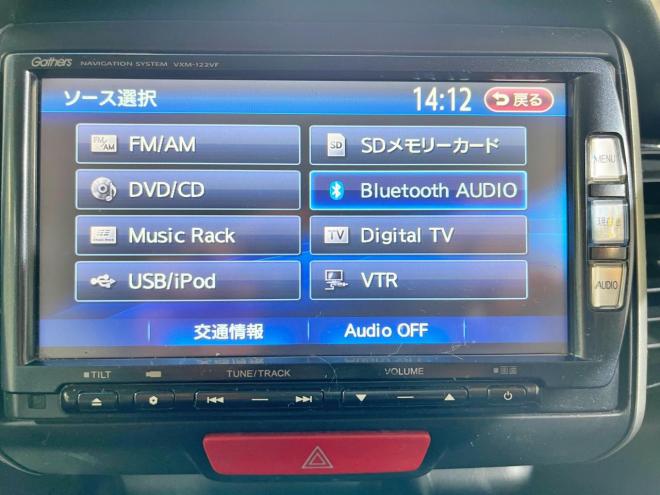 Gathers NAVIGATION SYSTEM VXM-122VF
ソース選択 14:12 戻る
FM/AM SDメモリーカード
DVD/CD Bluetooth AUDIO
Music Rack Digital TV
USB/iPod VTR
交通情報 Audio OFF
MENU
AUDIO
TILT TUNE/TRACK VOLUME